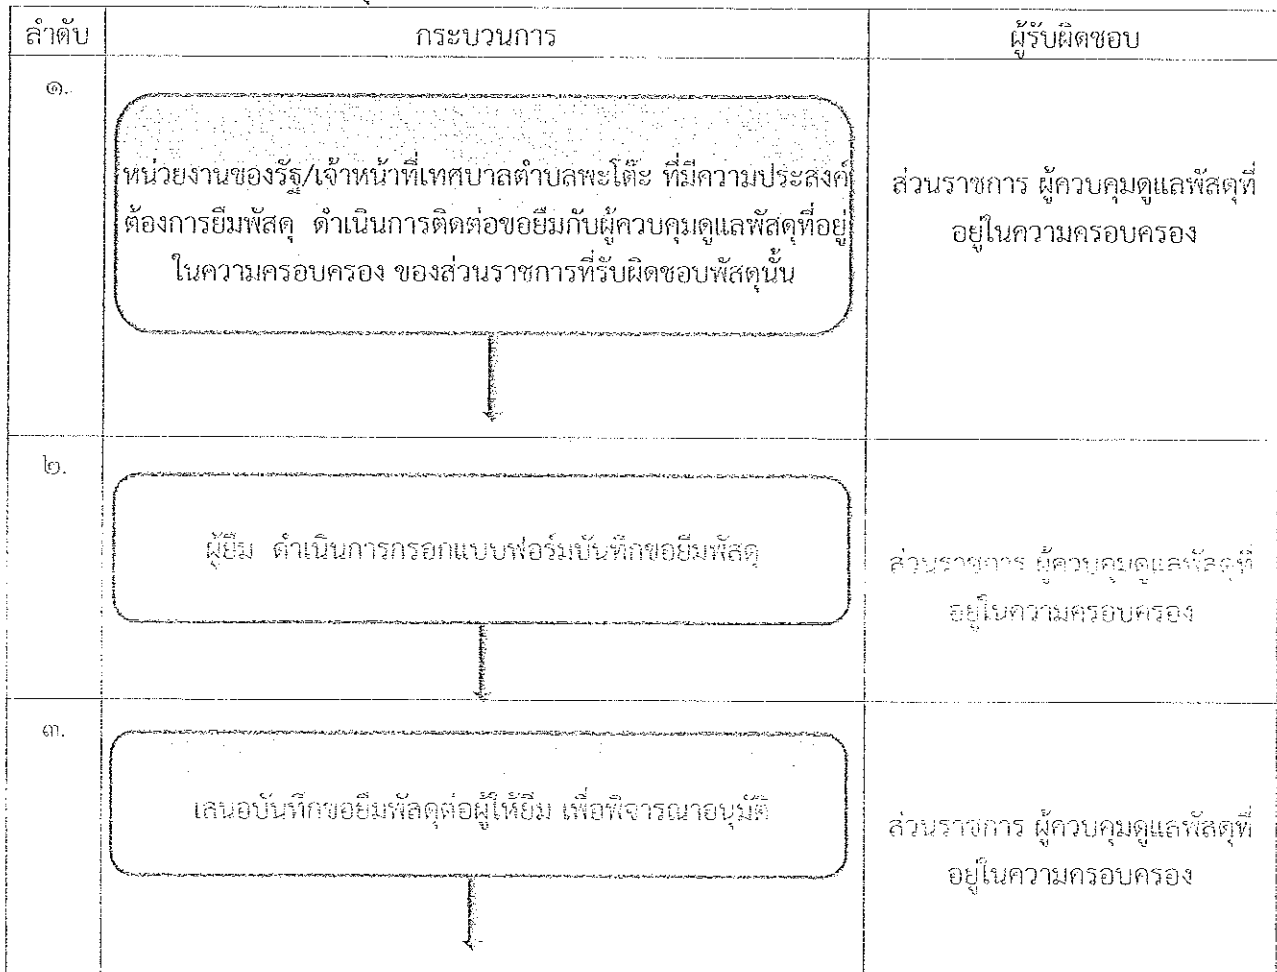 ลำดับ กระบวนการ ผู้รับผิดชอบ
๑.
หน่วยงานของรัฐ/เจ้าหน้าที่เทศบาลตำบลพะโต๊ะ ที่มีความประสงค์
ต้องการยืมพัสดุ ดำเนินการติดต่อขอยืมกับผู้ควบคุมดูแลพัสดุที่อยู่
ในความครอบครอง ของส่วนราชการที่รับผิดชอบพัสดุนั้น
ส่วนราชการ ผู้ควบคุมดูแลพัสดุที่
อยู่ในความครอบครอง
๒.
ผู้ยืม ดำเนินการกรอกแบบฟอร์มบันทึกขอยืมพัสดุ
ส่วนราชการ ผู้ควบคุมดูแลพัสดุที่
อยู่ในความครอบครอง
๓.
เสนอบันทึกขอยืมพัสดุต่อผู้ให้ยืม เพื่อพิจารณาอนุมัติ
ส่วนราชการ ผู้ควบคุมดูแลพัสดุที่
อยู่ในความครอบครอง